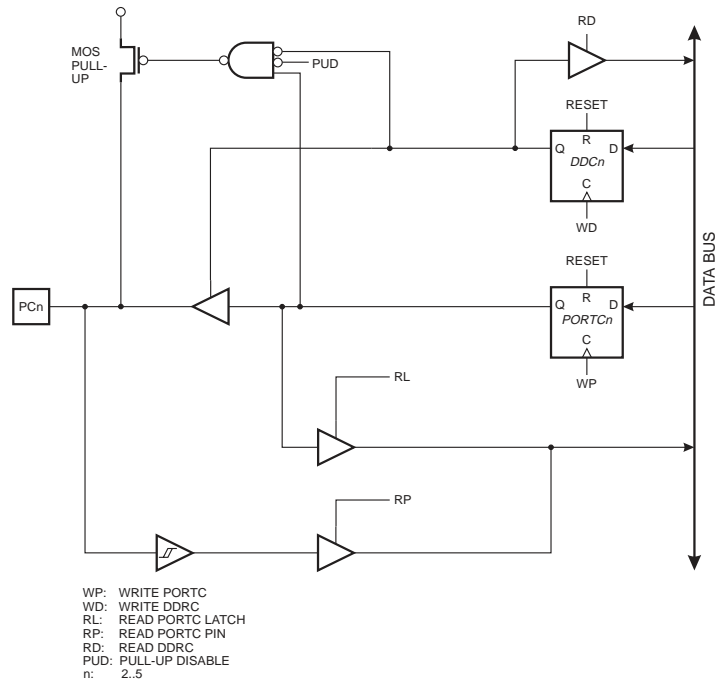 RD
MOS
PULL-
UP
PUD
RESET
R
Q
D
DDCn
C
WD
DATA BUS
RESET
PCn
R
Q
D
PORTCn
C
WP
RL
RP
WP: WRITE PORTC
WD: WRITE DDRC
RL: READ PORTC LATCH
RP: READ PORTC PIN
RD: READ DDRC
PUD: PULL-UP DISABLE
n: 2..5